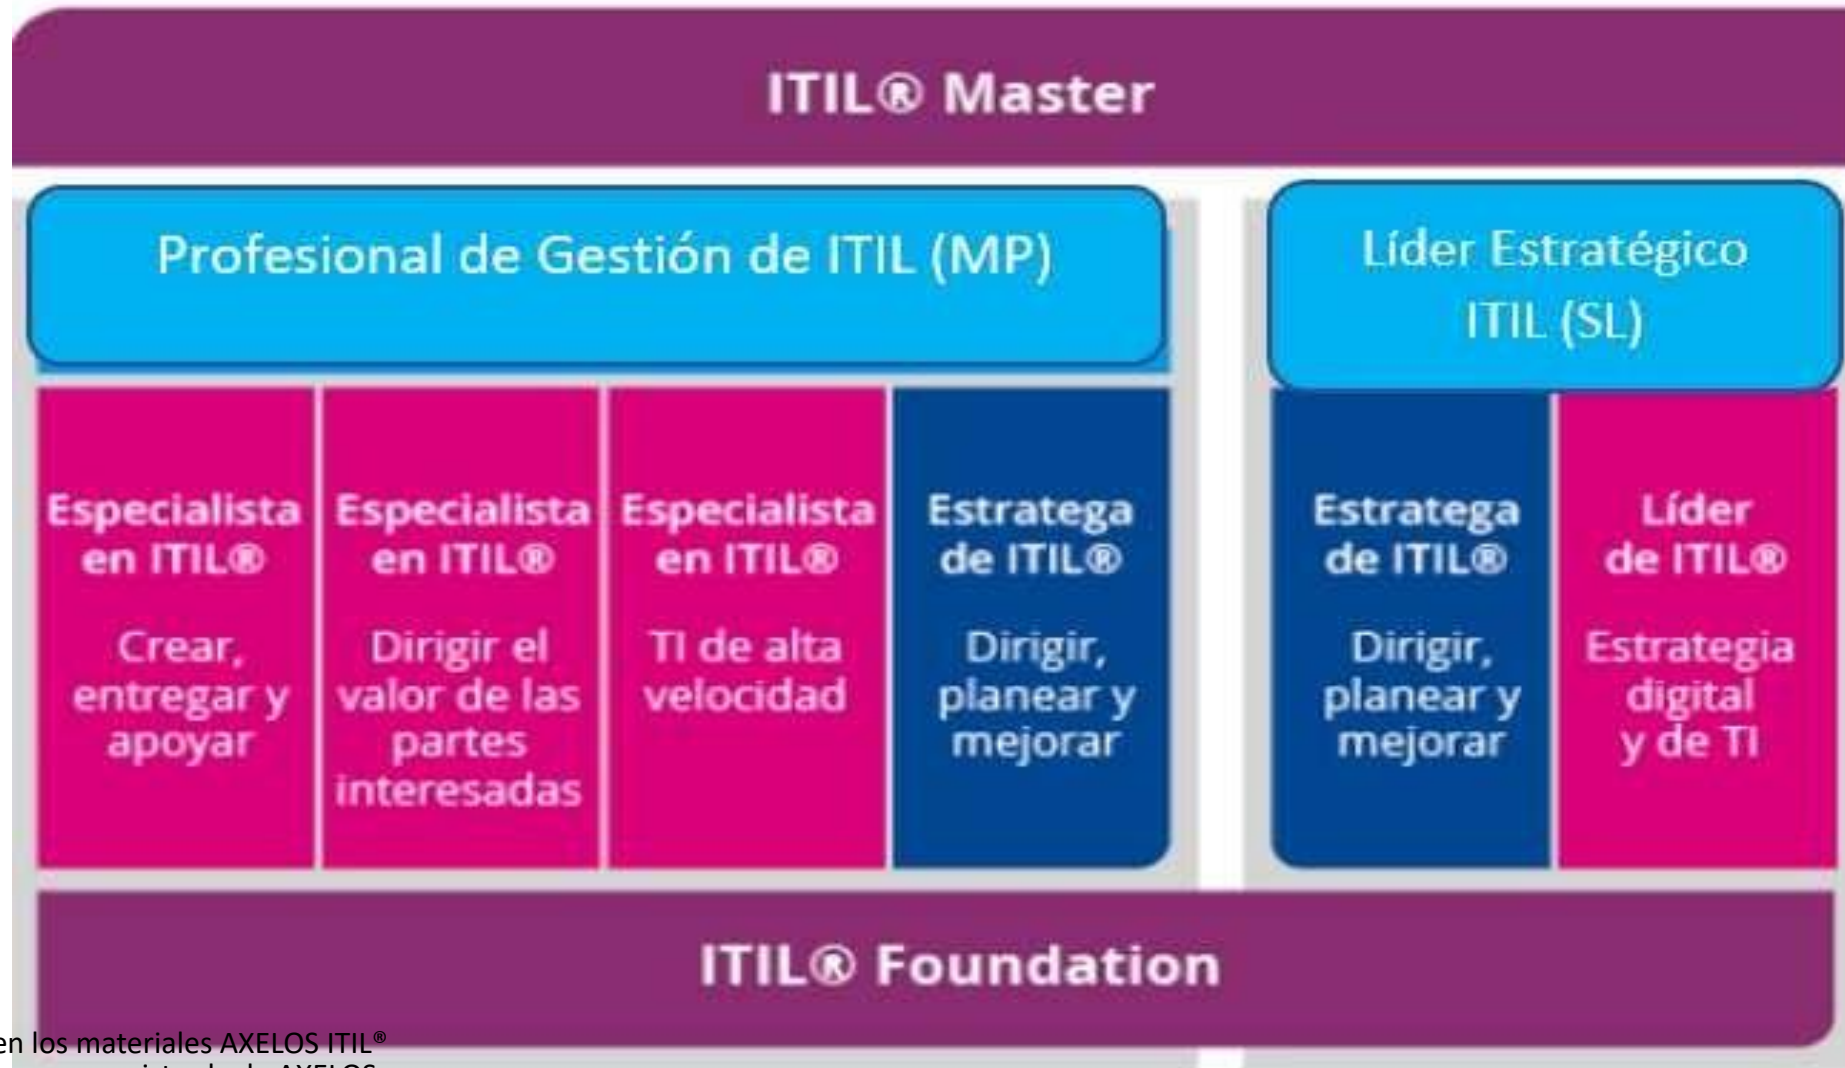 ITIL® Master
Profesional de Gestión de ITIL (MP)
Líder Estratégico
ITIL (SL)
Especialista
en ITIL®
Crear,
entregar y
apoyar
Especialista
en ITIL®
Dirigir el
valor de las
partes
interesadas
Especialista
en ITIL®
TI de alta
velocidad
Estratega
de ITIL®
Dirigir,
planear y
mejorar
Estratega
de ITIL®
Dirigir,
planear y
mejorar
Líder
de ITIL®
Estrategia
digital
y de TI
ITIL® Foundation
en los materiales AXELOS ITIL®
AXELOS